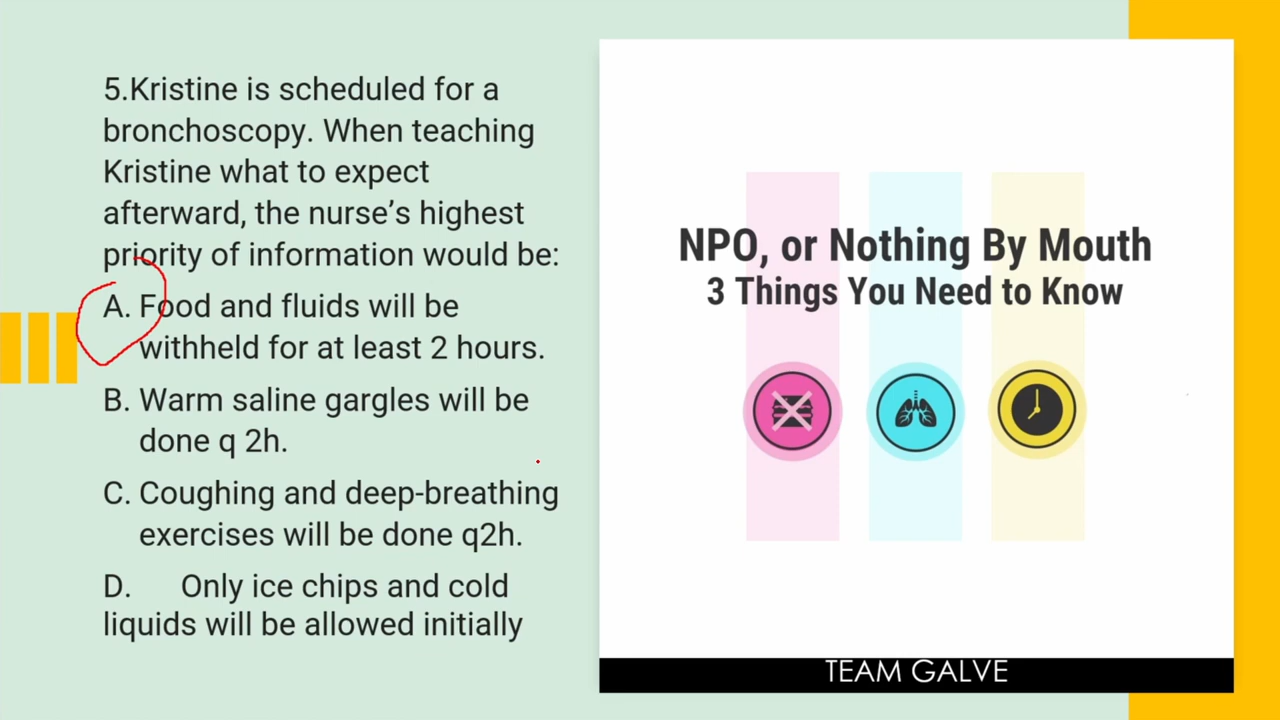 5.Kristine is scheduled for a
bronchoscopy. When teaching
Kristine what to expect
afterward, the nurse’s highest
priority of information would be:
A. Food and fluids will be
withheld for at least 2 hours.
B. Warm saline gargles will be
done q 2h.
C. Coughing and deep-breathing
exercises will be done q2h.
D. Only ice chips and cold
liquids will be allowed initially
NPO, or Nothing By Mouth
3 Things You Need to Know
TEAM GALVE